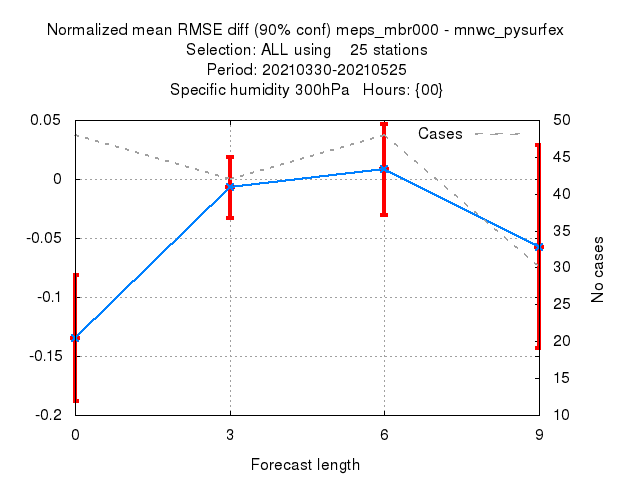 Normalized mean RMSE diff (90% conf) meps_mbr000 - mnwc_pysurfex
Selection: ALL using 25 stations
Period: 20210330-20210525
Specific humidity 300hPa Hours: {00}
0.05
0
-0.05
-0.1
-0.15
-0.2
Cases
50
45
40
35
30
25
20
15
10
No cases
0 3 6 9
Forecast length